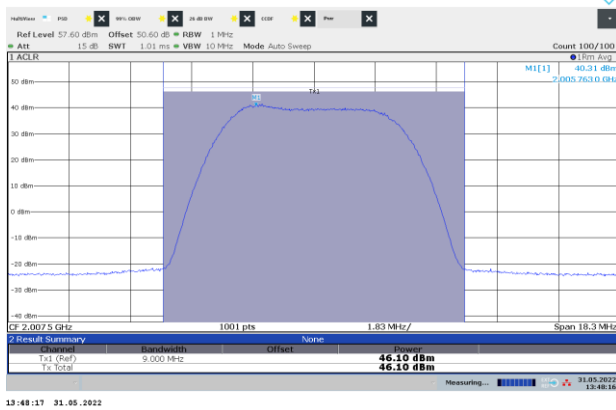 MultiView PSD X 99% OBW X 26 dB BW X CCDF X Pwr X
Ref Level 57.60 dBm Offset 50.60 dB RBW 1 MHz
Att 15 dB SWT 1.01 ms VBW 10 MHz Mode Auto Sweep Count 100/100
1 ACLR 1Rm Avg
M1[1] 40.31 dBm
2.005 763 0 GHz
50 dBm
Tx1
M1
40 dBm
30 dBm
20 dBm
10 dBm
0 dBm
-10 dBm
-20 dBm
-30 dBm
-40 dBm
CF 2.007 5 GHz 1001 pts 1.83 MHz/ Span 18.3 MHz
2 Result Summary None
Channel Bandwidth Offset Power
Tx1 (Ref) 9.000 MHz 46.10 dBm
Tx Total 46.10 dBm
Measuring... 31.05.2022
13:48:16
13:48:17 31.05.2022